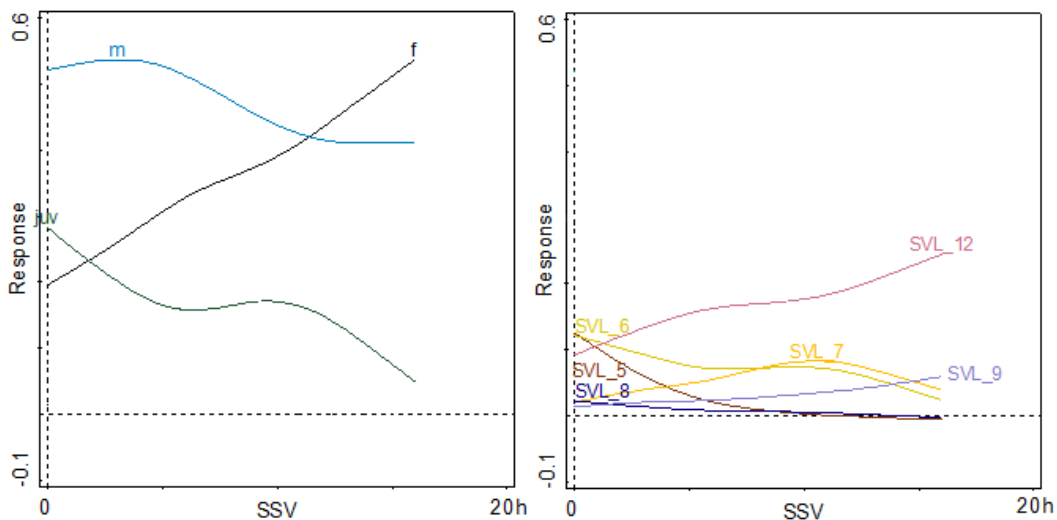 0.6
m
f
juv
Response
-0.1
0
SSV
20h
0.6
SVL_12
Response
SVL_6
SVL_7
SVL_5
SVL_9
SVL_8
-0.1
0
SSV
20h